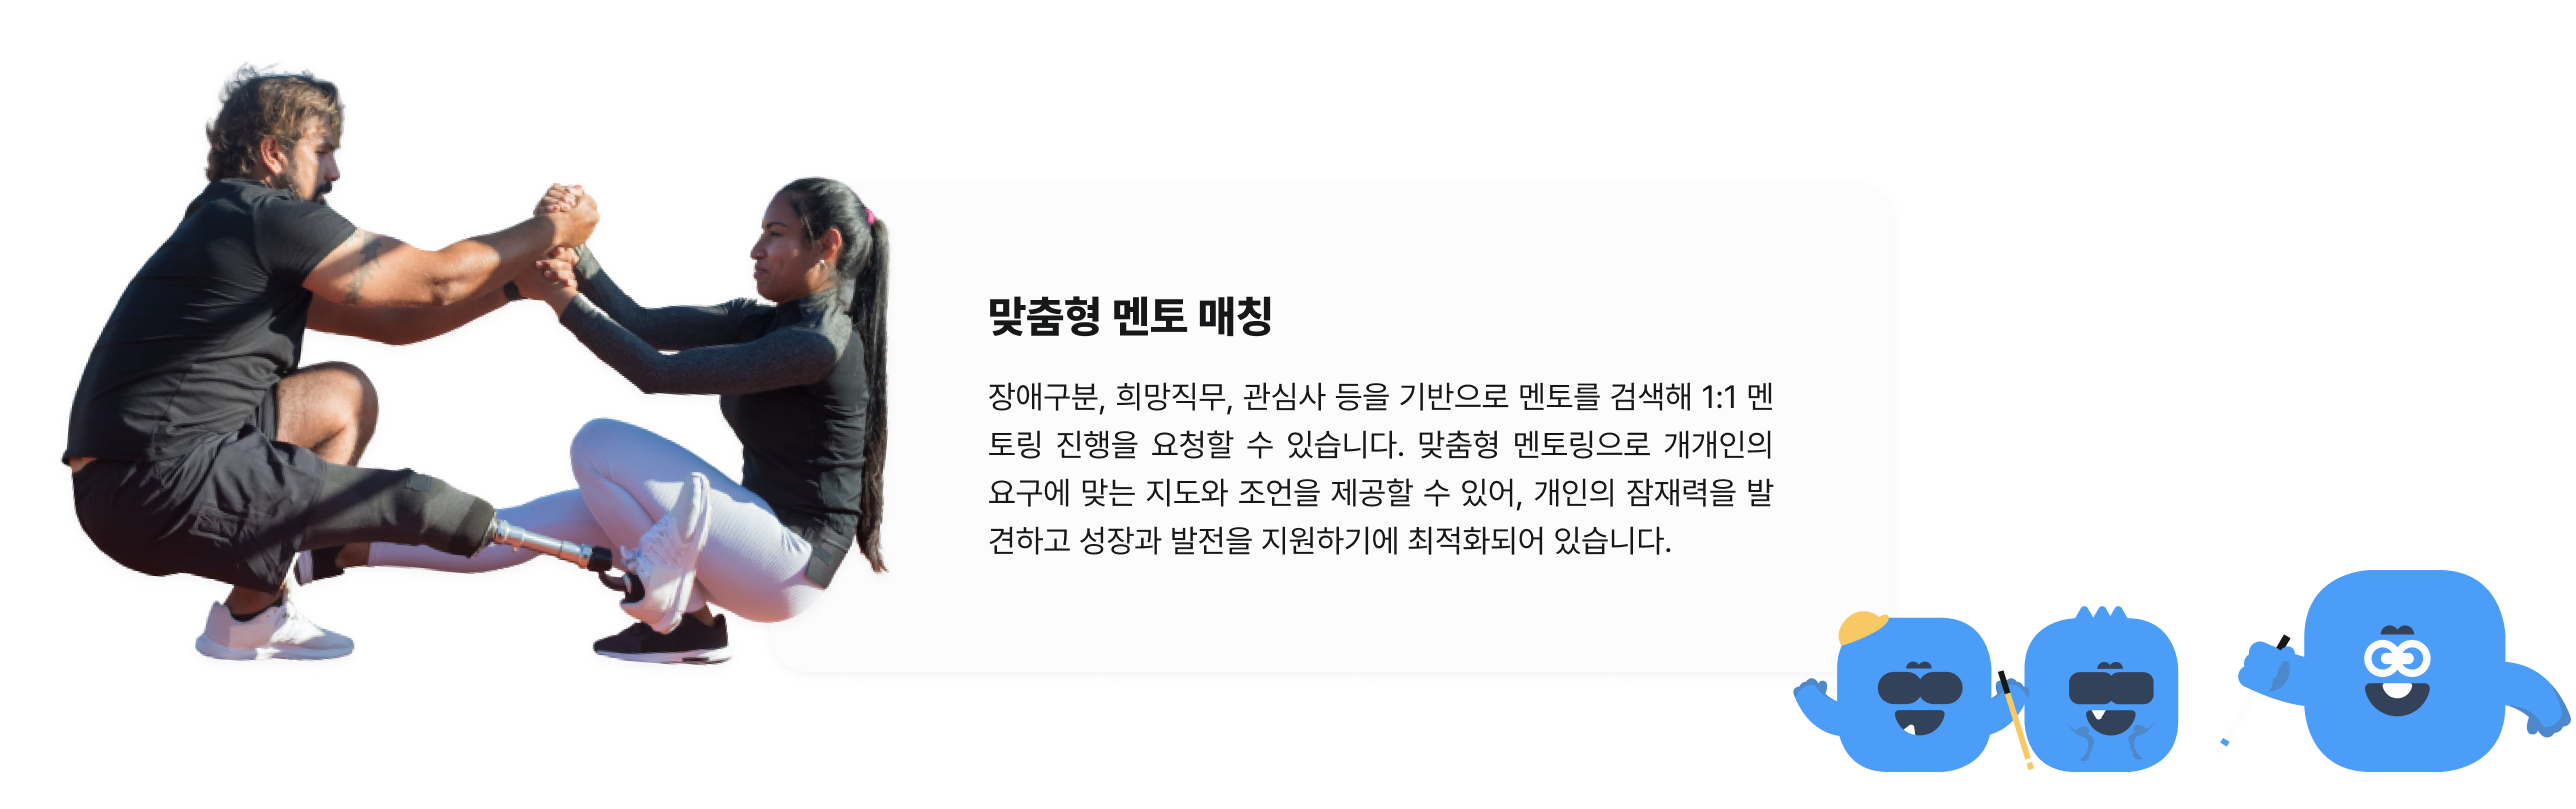 맞춤형 멘토 매칭
장애구분, 희망직무, 관심사 등을 기반으로 멘토를 검색해 1:1 멘
토링 진행을 요청할 수 있습니다. 맞춤형 멘토링으로 개개인의
요구에 맞는 지도와 조언을 제공할 수 있어, 개인의 잠재력을 발
견하고 성장과 발전을 지원하기에 최적화되어 있습니다.